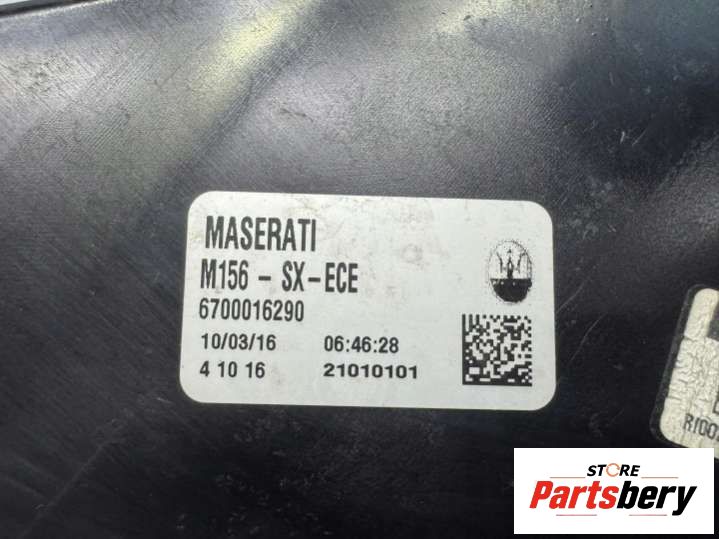 MASERATI
M156 - SX-ECE
6700016290
10/03/16 06:46:28
4 10 16 21010101
STORE
Partsbery